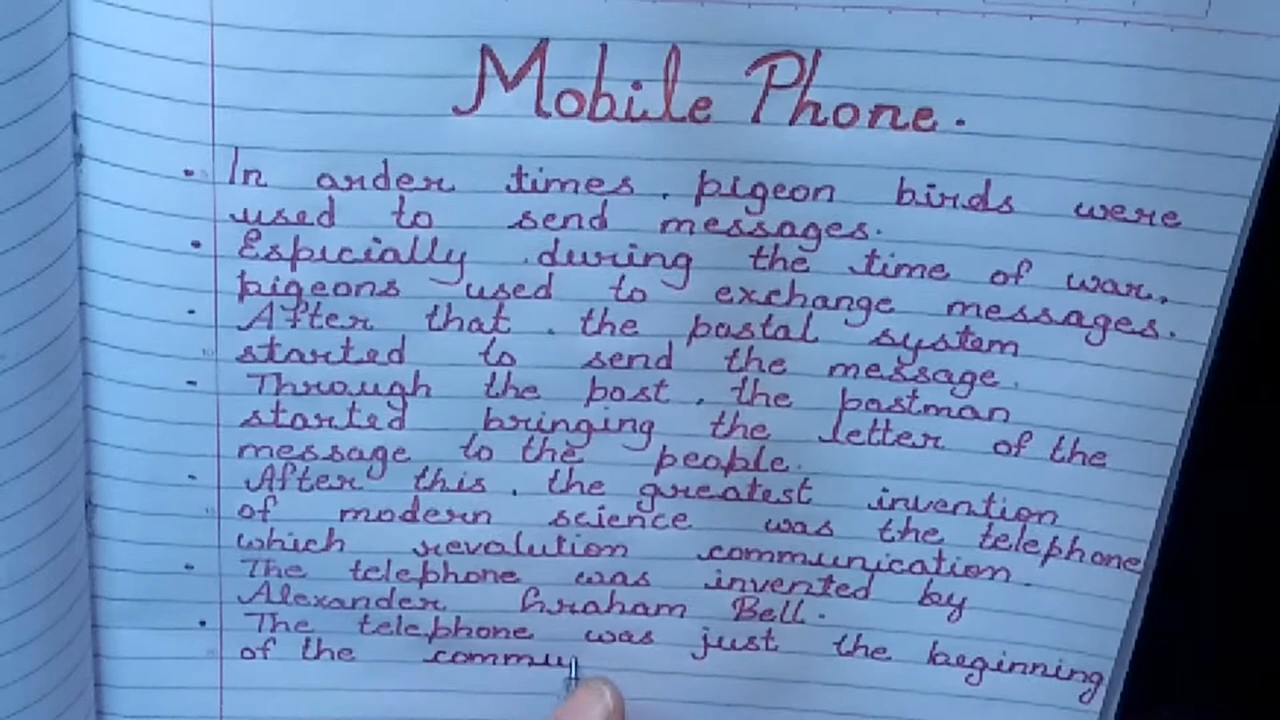 Mobile Phone.
• In arder times, pigeon birds were
used to send messages.
• Especially during the time of war,
pigeons used to exchange messages.
• After that, the postal system
started to send the message.
• Through the post, the postman
started bringing the letter of the
message to the people.
• After this, the greatest invention
of modern science was the telephone
which revolution communication.
• The telephone was invented by
Alexander Graham Bell.
• The telephone was just the beginning
of the commu